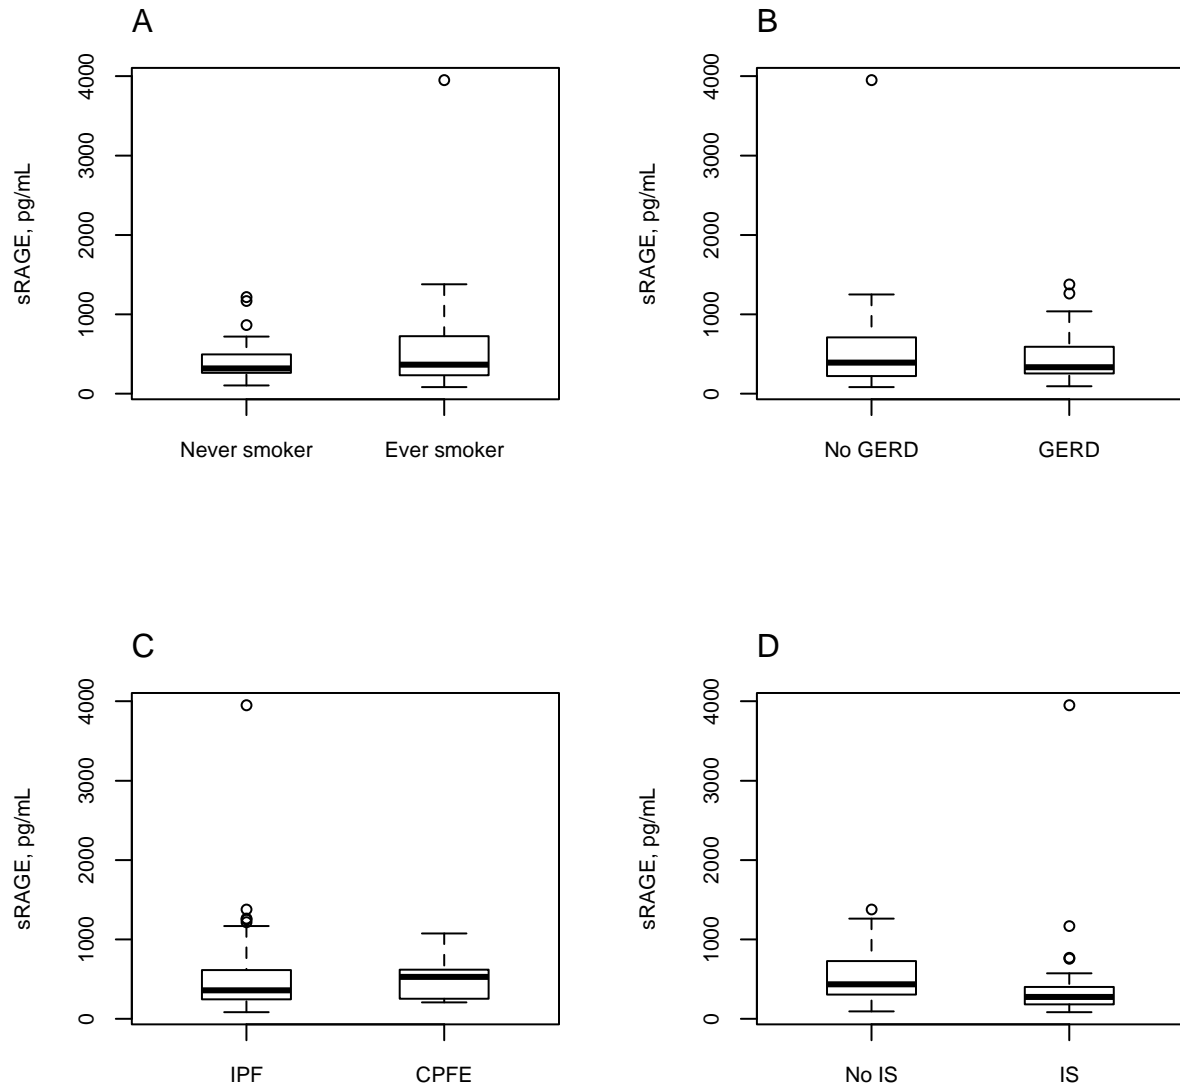 A
sRAGE, pg/mL
4000
3000
2000
1000
0
Never smoker
Ever smoker
B
sRAGE, pg/mL
4000
3000
2000
1000
0
No GERD
GERD
C
sRAGE, pg/mL
4000
3000
2000
1000
0
IPF
CPFE
D
sRAGE, pg/mL
4000
3000
2000
1000
0
No IS
IS